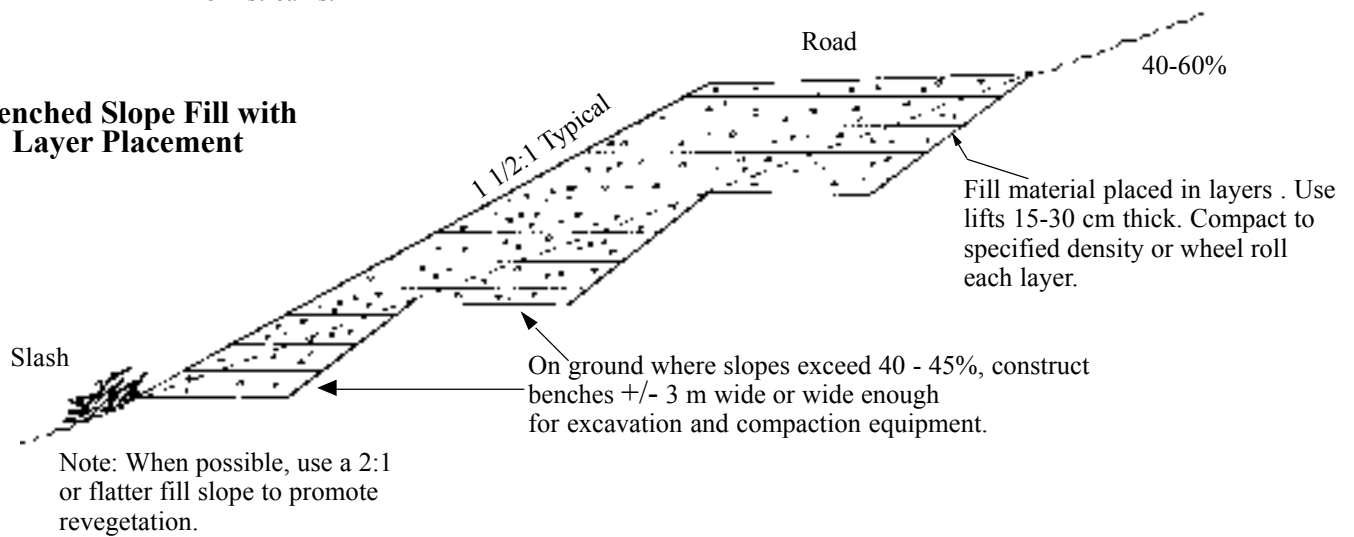 Road
40-60%
enched Slope Fill with
Layer Placement
1 1/2:1 Typical
Fill material placed in layers . Use
lifts 15-30 cm thick. Compact to
specified density or wheel roll
each layer.
Slash
On ground where slopes exceed 40 - 45%, construct
benches +/- 3 m wide or wide enough
for excavation and compaction equipment.
Note: When possible, use a 2:1
or flatter fill slope to promote
revegetation.